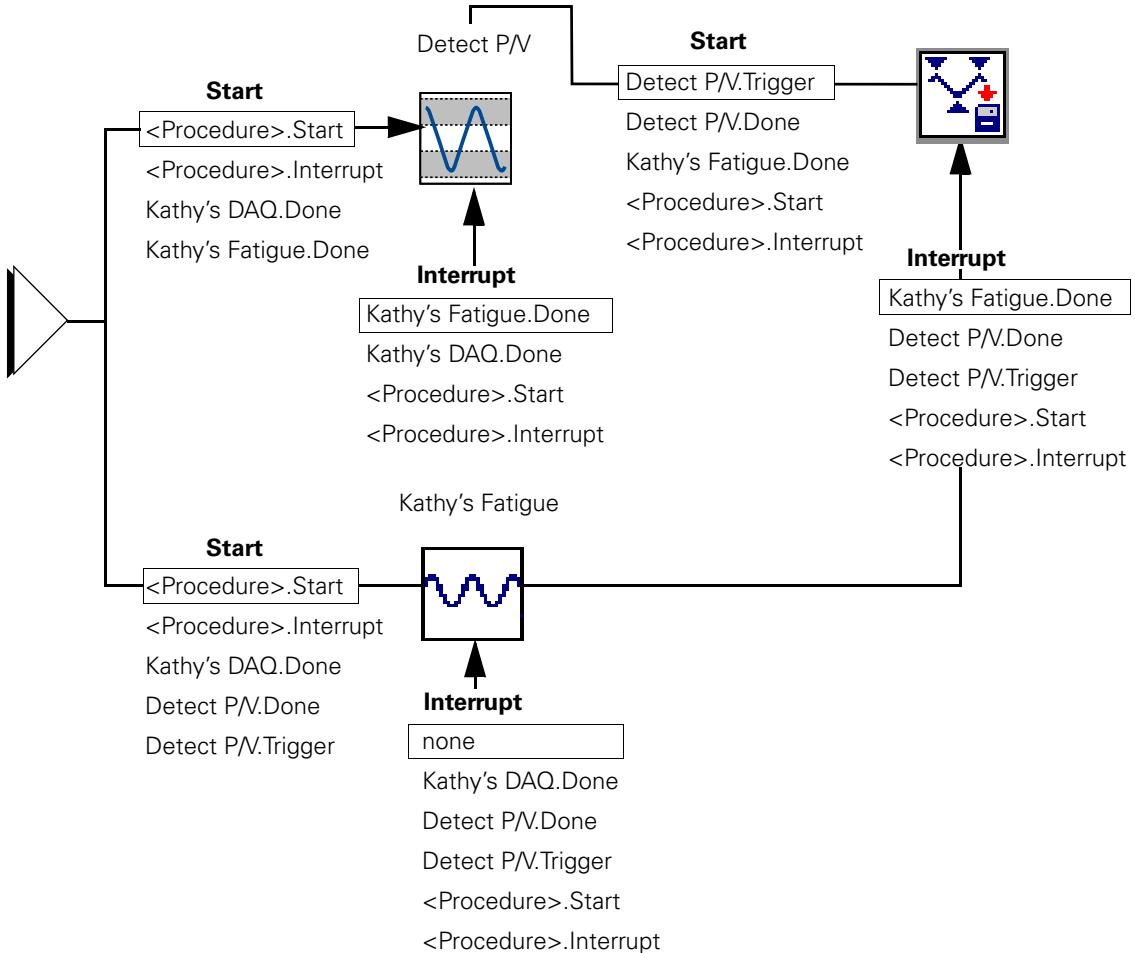 Detect P/V
Start
<Procedure>.Start
<Procedure>.Interrupt
Kathy's DAQ.Done
Kathy's Fatigue.Done
Interrupt
Kathy's Fatigue.Done
Kathy's DAQ.Done
<Procedure>.Start
<Procedure>.Interrupt
Start
Detect P/V.Trigger
Detect P/V.Done
Kathy's Fatigue.Done
<Procedure>.Start
<Procedure>.Interrupt
Interrupt
Kathy's Fatigue.Done
Detect P/V.Done
Detect P/V.Trigger
<Procedure>.Start
<Procedure>.Interrupt
Kathy's Fatigue
Start
<Procedure>.Start
<Procedure>.Interrupt
Kathy's DAQ.Done
Detect P/V.Done
Detect P/V.Trigger
Interrupt
none
Kathy's DAQ.Done
Detect P/V.Done
Detect P/V.Trigger
<Procedure>.Start
<Procedure>.Interrupt